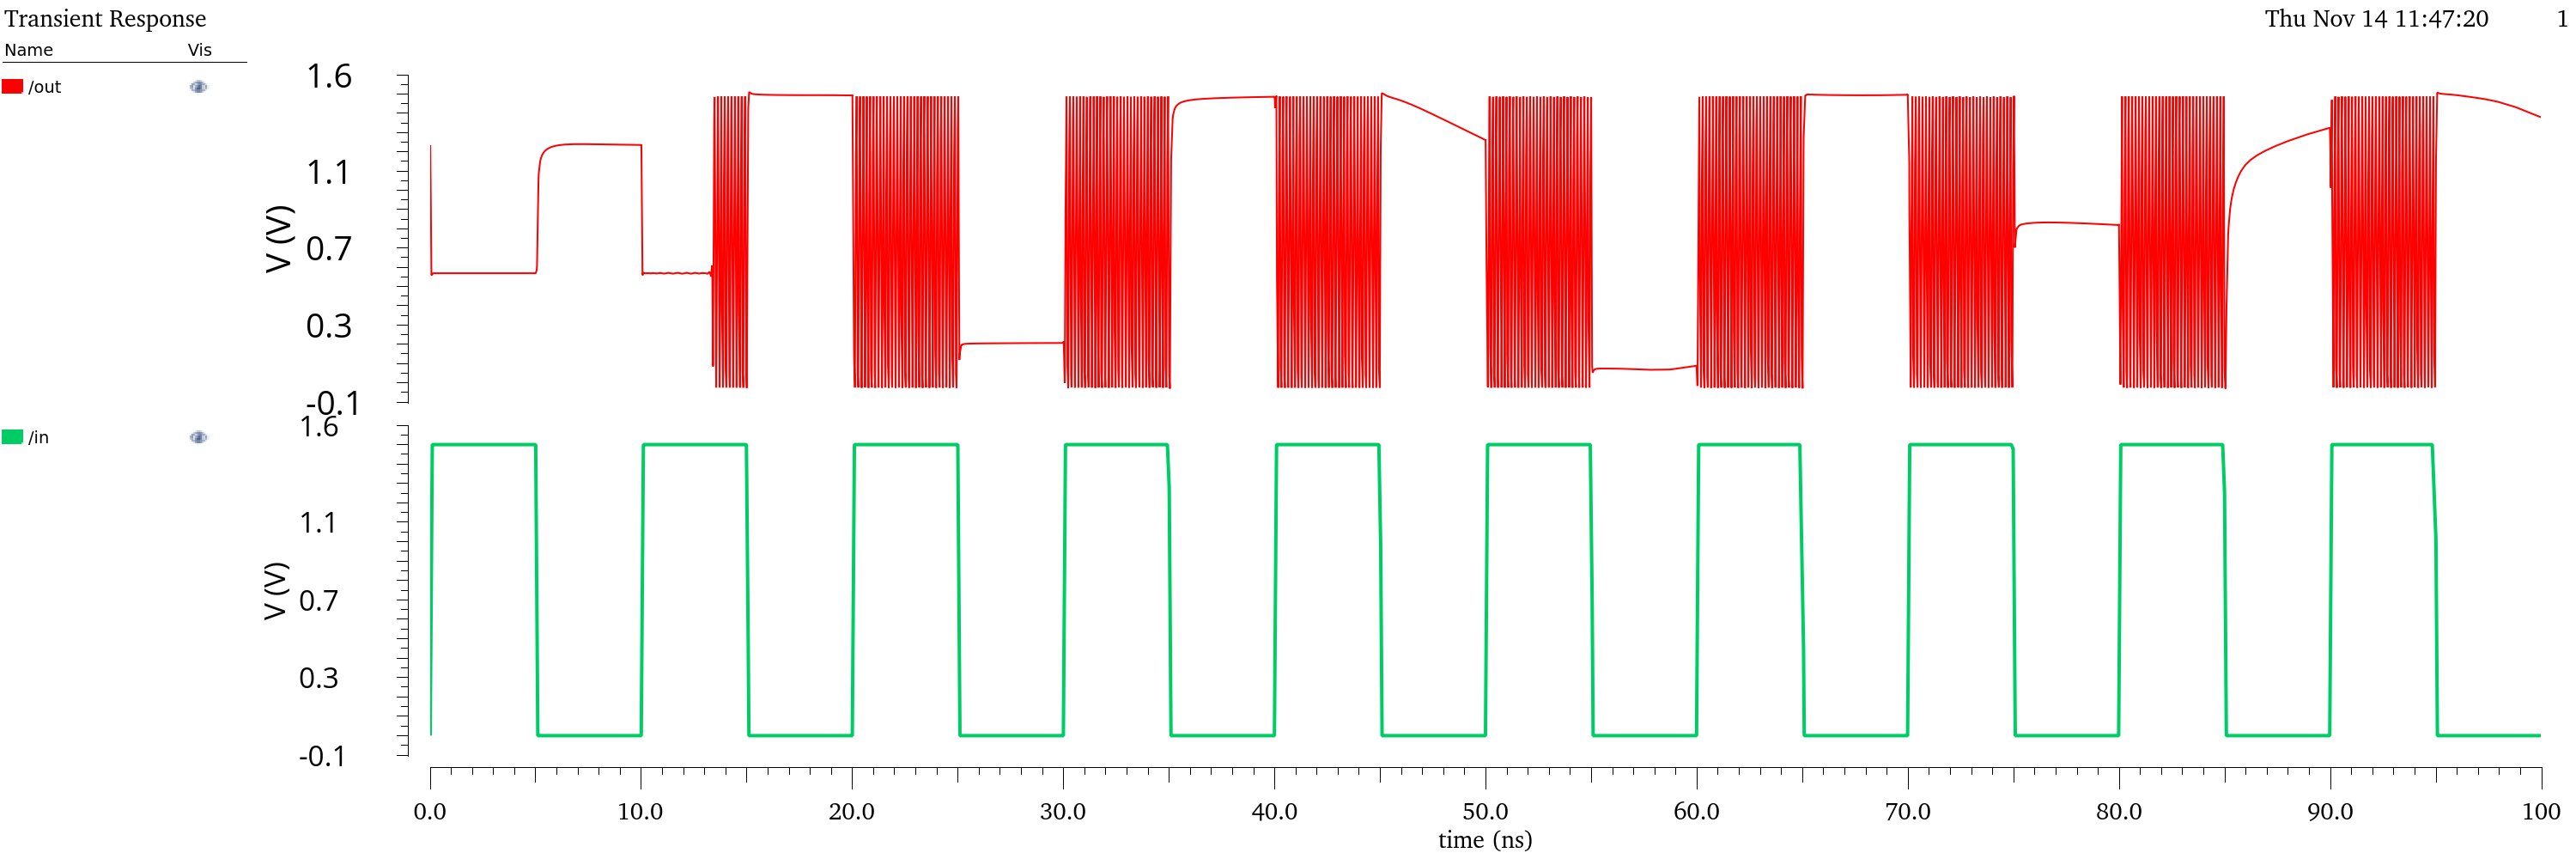 Transient Response Thu Nov 14 11:47:20 1
Name Vis
/out
1.6
1.1
0.7
0.3
-0.1
V (V)
/in
1.6
1.1
0.7
0.3
-0.1
V (V)
0.0 10.0 20.0 30.0 40.0 50.0 60.0 70.0 80.0 90.0 100
time (ns)